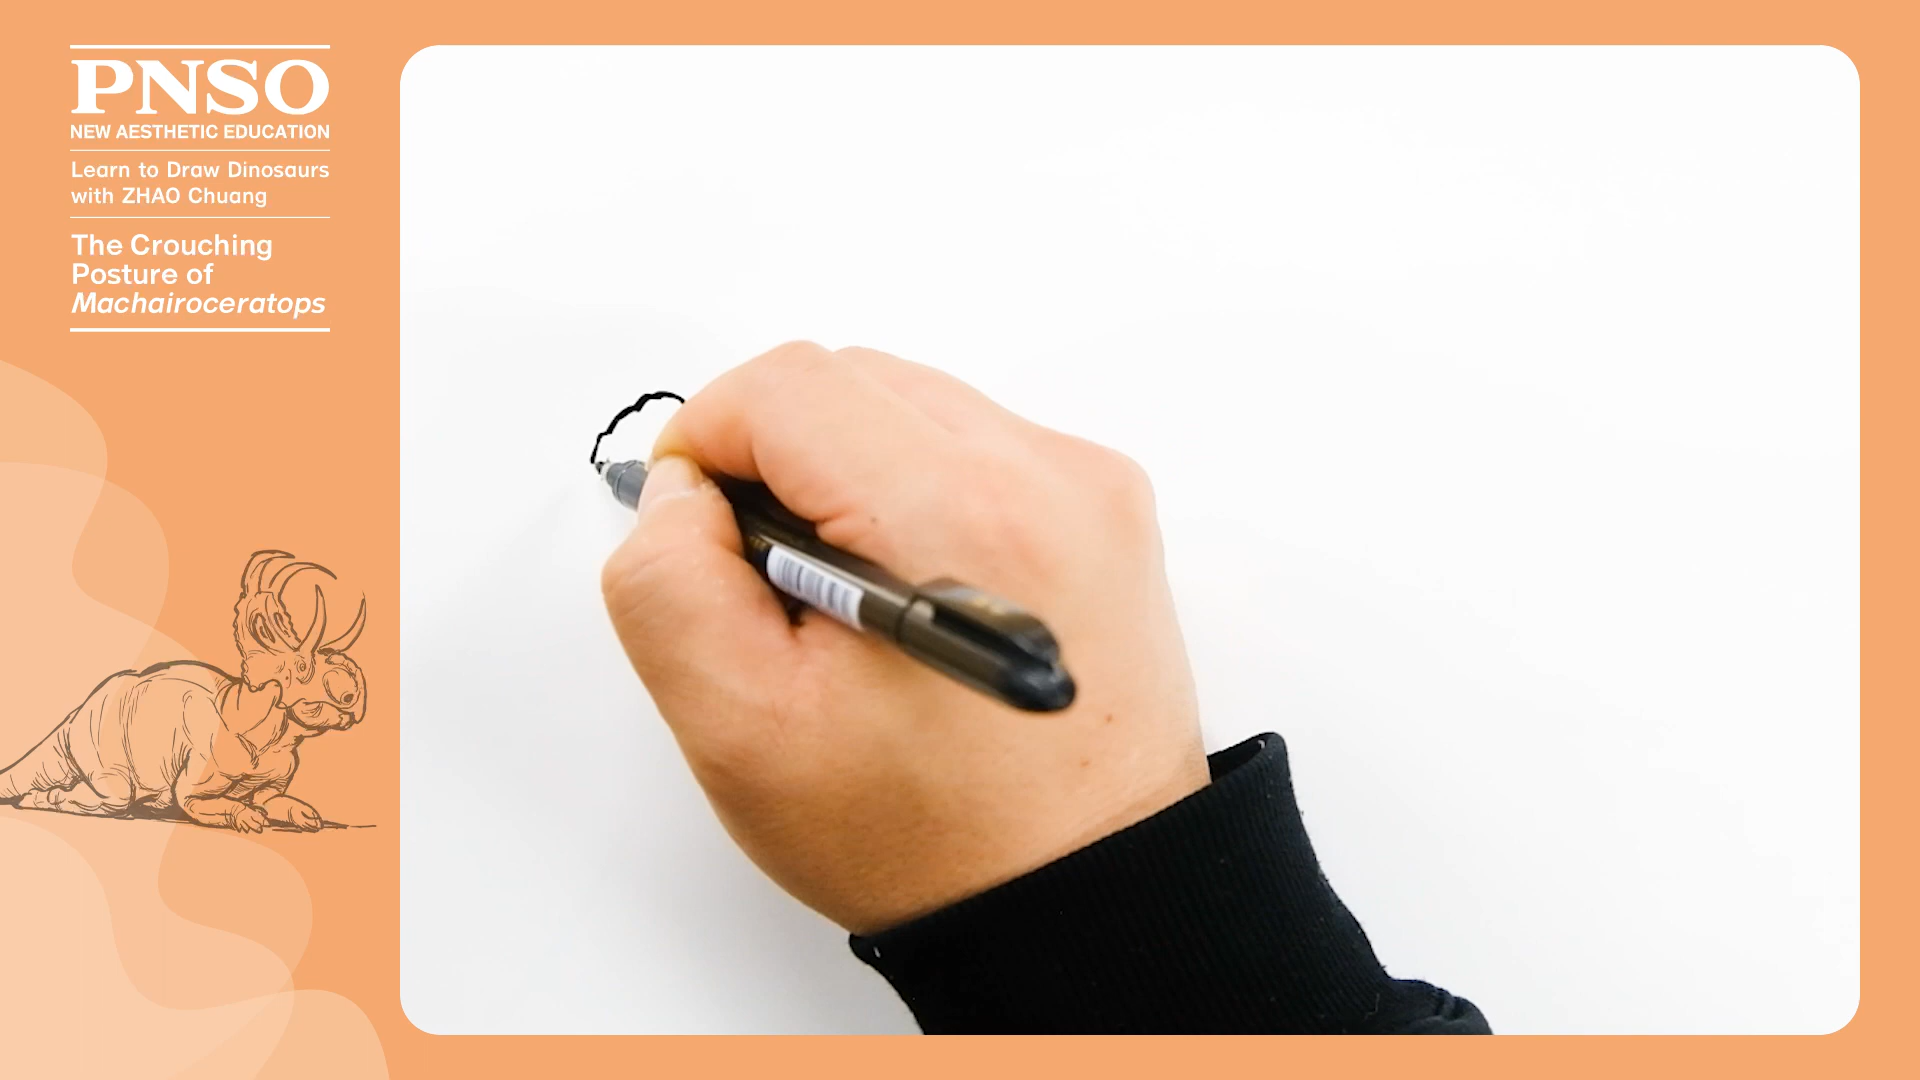 PNSO
NEW AESTHETIC EDUCATION
Learn to Draw Dinosaurs
with ZHAO Chuang
The Crouching
Posture of
Machairoceratops